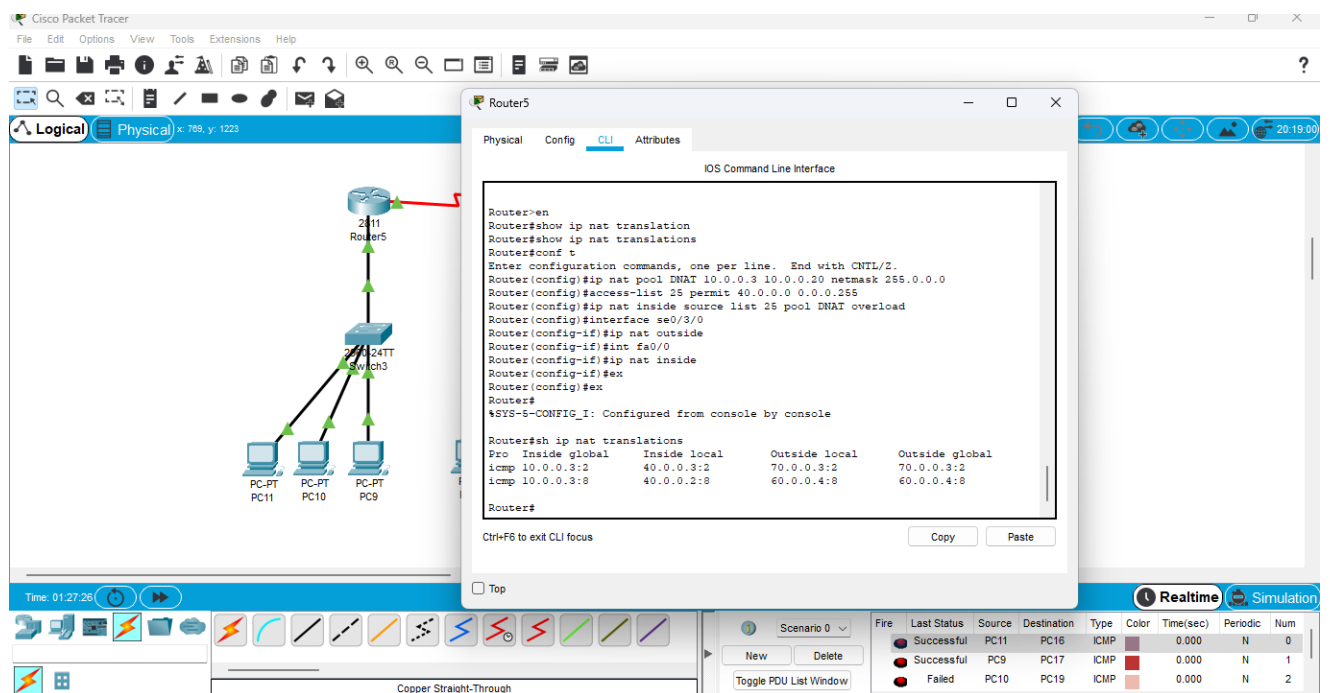 Cisco Packet Tracer
File Edit Options View Tools Extensions Help
?
Logical Physical x: 769, y: 1223
20:19:00
Router5
Physical Config CLI Attributes
IOS Command Line Interface
Router>en
Router#show ip nat translation
Router#show ip nat translations
Router#conf t
Enter configuration commands, one per line. End with CNTL/Z.
Router(config)#ip nat pool DNAT 10.0.0.3 10.0.0.20 netmask 255.0.0.0
Router(config)#access-list 25 permit 40.0.0.0 0.0.0.255
Router(config)#ip nat inside source list 25 pool DNAT overload
Router(config)#interface se0/3/0
Router(config-if)#ip nat outside
Router(config-if)#int fa0/0
Router(config-if)#ip nat inside
Router(config-if)#ex
Router(config)#ex
Router#
%SYS-5-CONFIG_I: Configured from console by console
Router#sh ip nat translations
Pro Inside global Inside local Outside local Outside global
icmp 10.0.0.3:2 40.0.0.3:2 70.0.0.3:2 70.0.0.3:2
icmp 10.0.0.3:8 40.0.0.2:8 60.0.0.4:8 60.0.0.4:8
Router#
Ctrl+F6 to exit CLI focus
Copy Paste
Top
2811
Router5
Switch3
PC-PT PC-PT PC-PT
PC11 PC10 PC9
Time: 01:27:26
Realtime Simulation
Copper Straight-Through
Scenario 0
New Delete
Toggle PDU List Window
Fire Last Status Source Destination Type Color Time(sec) Periodic Num
Successful PC11 PC16 ICMP 0.000 N 0
Successful PC9 PC17 ICMP 0.000 N 1
Failed PC10 PC19 ICMP 0.000 N 2